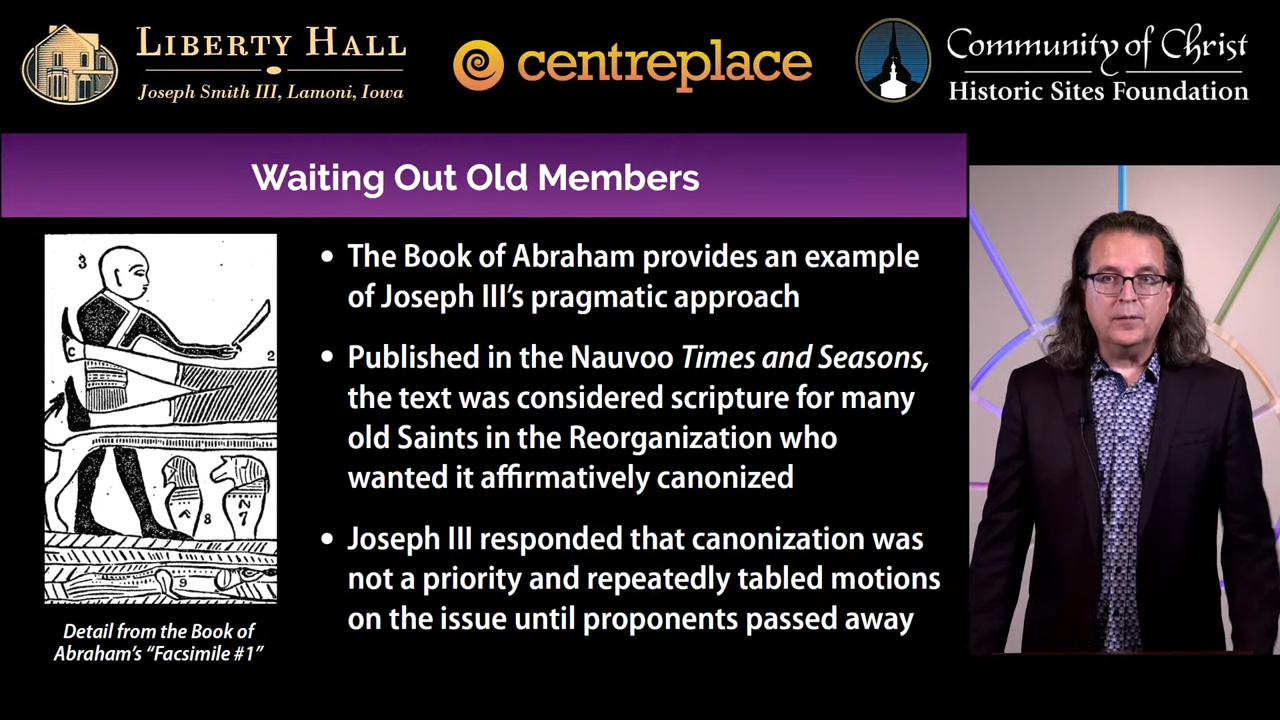 LIBERTY HALL
Joseph Smith III, Lamoni, Iowa
centreplace
Community of Christ
Historic Sites Foundation
Waiting Out Old Members
3
C
2
A
8
N
7
9
Detail from the Book of
Abraham's “Facsimile #1”
• The Book of Abraham provides an example
of Joseph III's pragmatic approach
• Published in the Nauvoo Times and Seasons,
the text was considered scripture for many
old Saints in the Reorganization who
wanted it affirmatively canonized
• Joseph III responded that canonization was
not a priority and repeatedly tabled motions
on the issue until proponents passed away